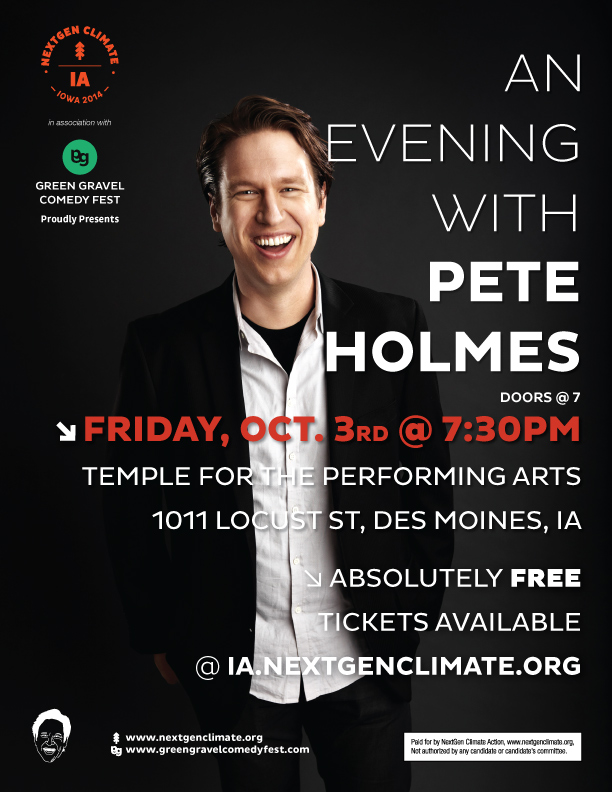 NEXTGEN CLIMATE
IA
IOWA 2014
in association with
gg
GREEN GRAVEL
COMEDY FEST
Proudly Presents
AN
EVENING
WITH
PETE
HOLMES
DOORS @ 7
FRIDAY, OCT. 3RD @ 7:30PM
TEMPLE FOR THE PERFORMING ARTS
1011 LOCUST ST, DES MOINES, IA
ABSOLUTELY FREE
TICKETS AVAILABLE
@ IA.NEXTGENCLIMATE.ORG
www.nextgenclimate.org
gg www.greengravelcomedyfest.com
Paid for by NextGen Climate Action, www.nextgenclimate.org,
Not authorized by any candidate or candidate's committee.